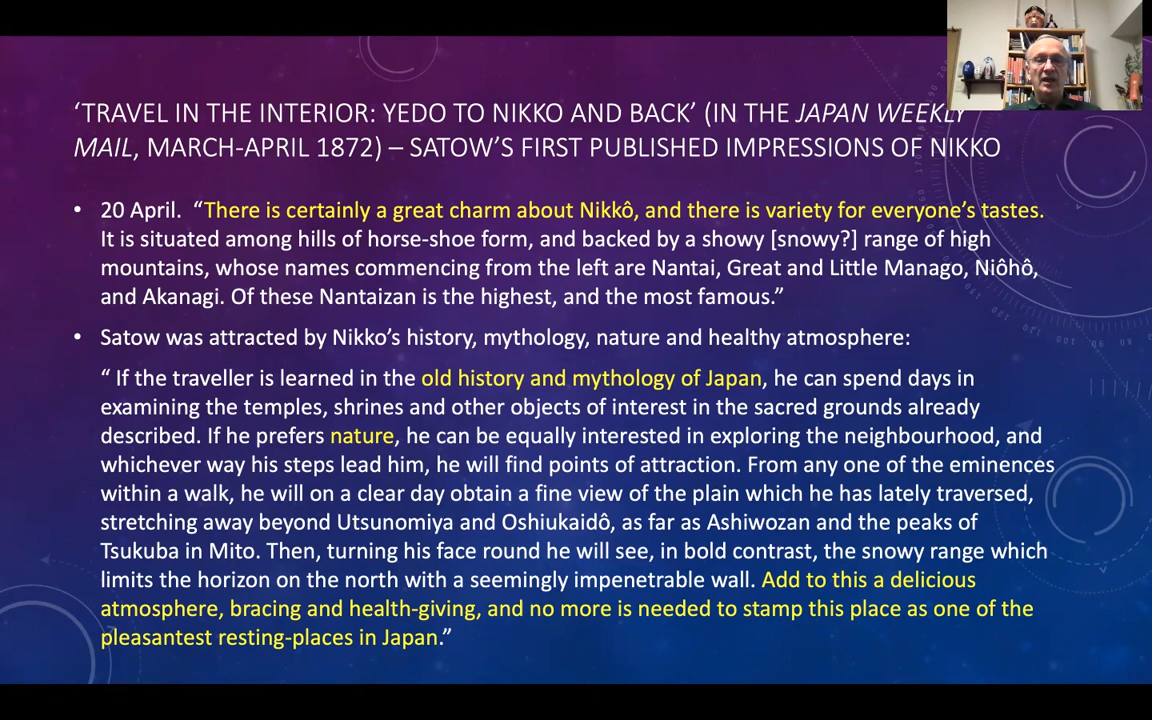 ‘TRAVEL IN THE INTERIOR: YEDO TO NIKKO AND BACK’ (IN THE JAPAN WEEKLY
MAIL, MARCH-APRIL 1872) – SATOW’S FIRST PUBLISHED IMPRESSIONS OF NIKKO
• 20 April. “There is certainly a great charm about Nikkô, and there is variety for everyone’s tastes.
It is situated among hills of horse-shoe form, and backed by a showy [snowy?] range of high
mountains, whose names commencing from the left are Nantai, Great and Little Manago, Niôhô,
and Akanagi. Of these Nantaizan is the highest, and the most famous.”
• Satow was attracted by Nikko’s history, mythology, nature and healthy atmosphere:
“ If the traveller is learned in the old history and mythology of Japan, he can spend days in
examining the temples, shrines and other objects of interest in the sacred grounds already
described. If he prefers nature, he can be equally interested in exploring the neighbourhood, and
whichever way his steps lead him, he will find points of attraction. From any one of the eminences
within a walk, he will on a clear day obtain a fine view of the plain which he has lately traversed,
stretching away beyond Utsunomiya and Oshiukaidô, as far as Ashiwozan and the peaks of
Tsukuba in Mito. Then, turning his face round he will see, in bold contrast, the snowy range which
limits the horizon on the north with a seemingly impenetrable wall. Add to this a delicious
atmosphere, bracing and health-giving, and no more is needed to stamp this place as one of the
pleasantest resting-places in Japan.”